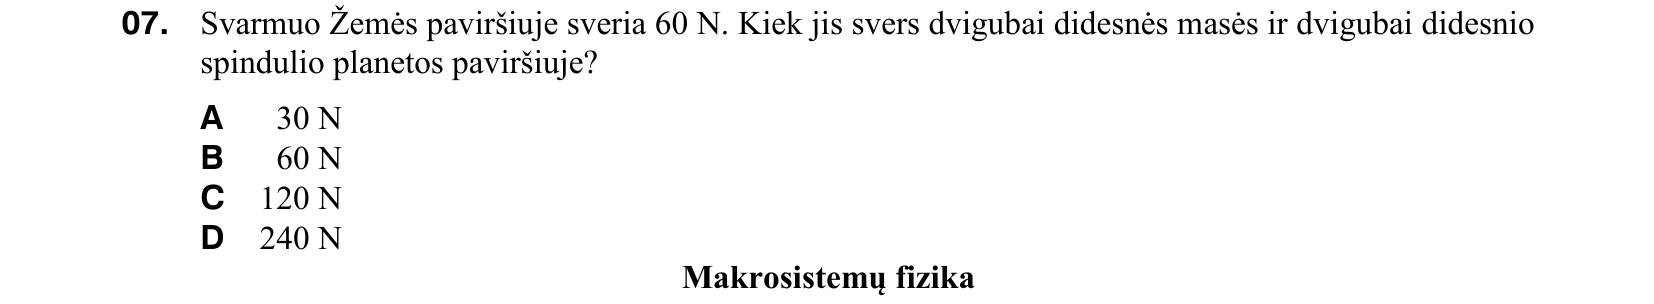 07. Svarmuo Žemės paviršiuje sveria 60 N. Kiek jis svers dvigubai didesnės masės ir dvigubai didesnio
spindulio planetos paviršiuje?
A 30 N
B 60 N
C 120 N
D 240 N
Makrosistemų fizika